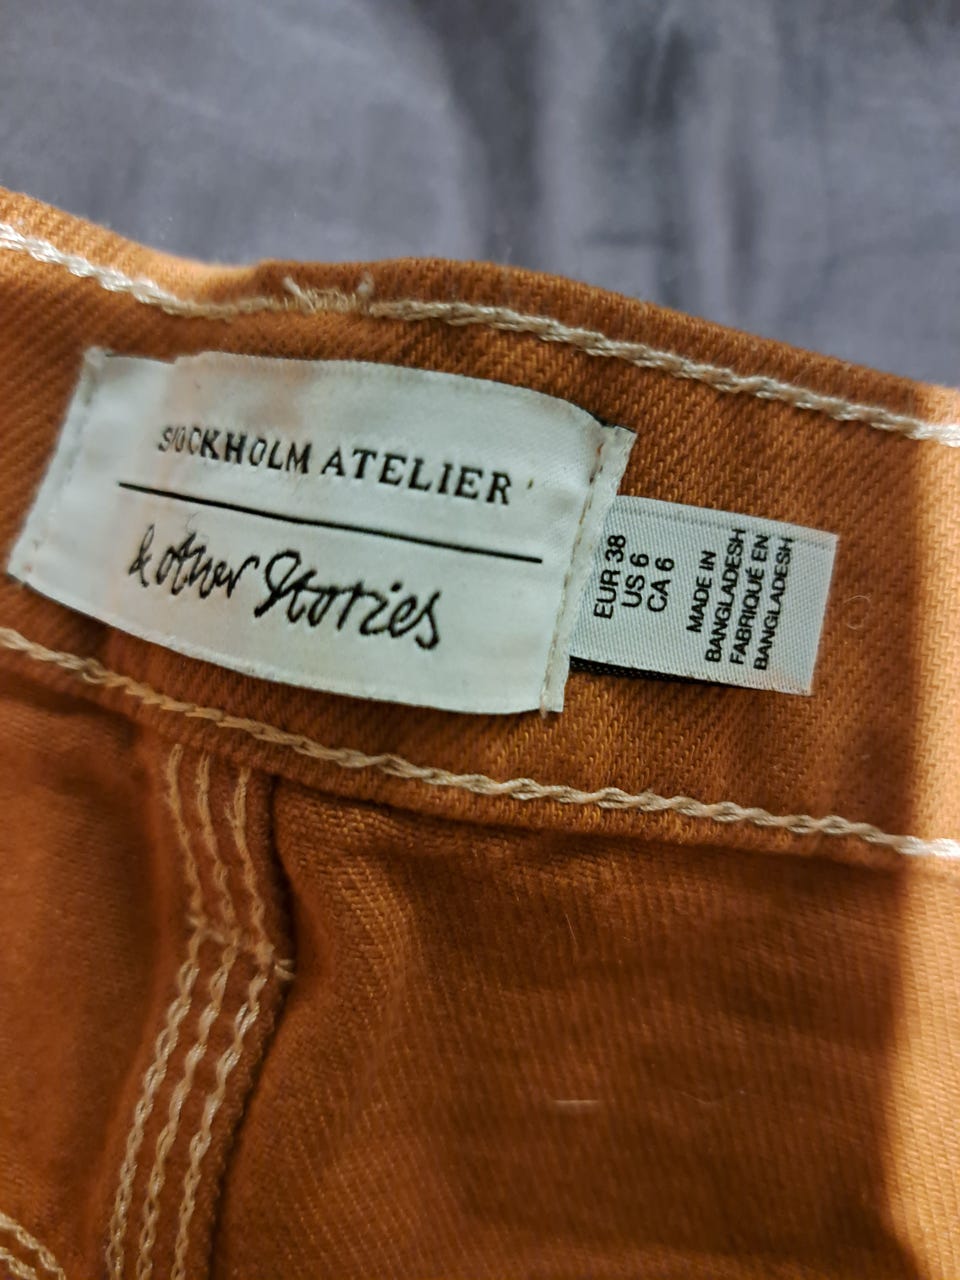 STOCKHOLM ATELIER
& other Stories
EUR 38
US 6
CA 6
MADE IN
BANGLADESH
FABRIQUÉ EN
BANGLADESH